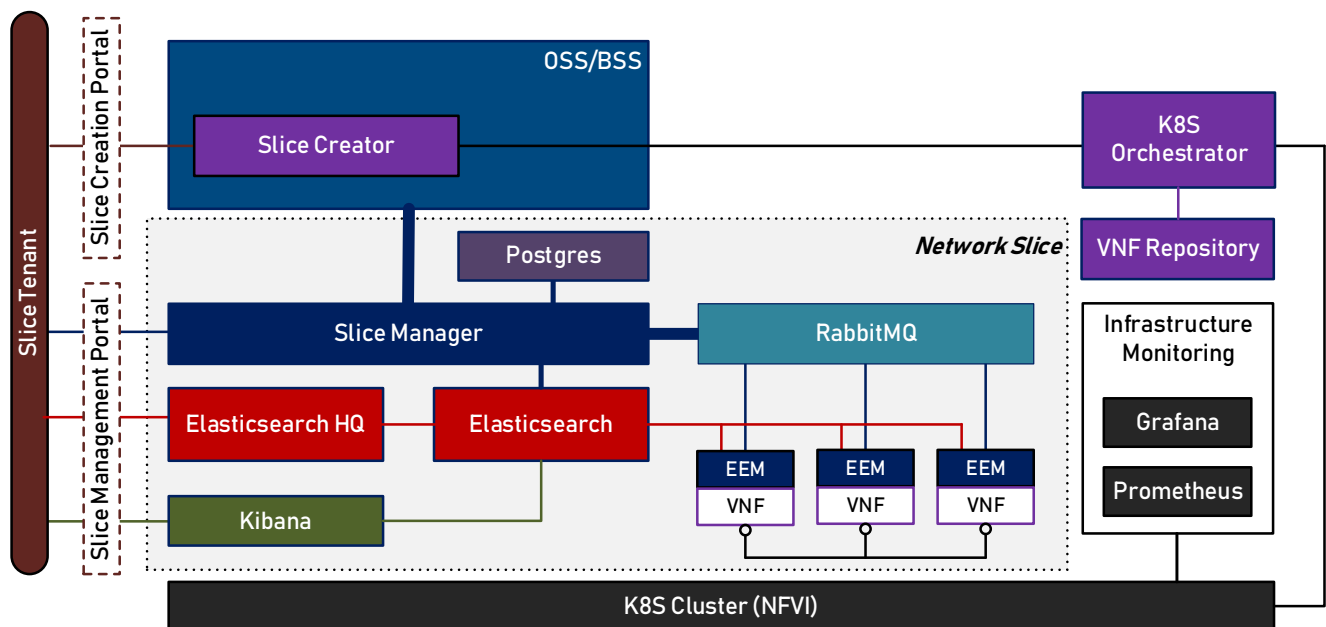 Slice Tenant
Slice Creation Portal
Slice Management Portal
OSS/BSS
Slice Creator
K8S
Orchestrator
VNF Repository
Network Slice
Postgres
Slice Manager
RabbitMQ
Infrastructure
Monitoring
Grafana
Prometheus
Elasticsearch HQ
Elasticsearch
EEM
VNF
EEM
VNF
EEM
VNF
Kibana
K8S Cluster (NFVI)